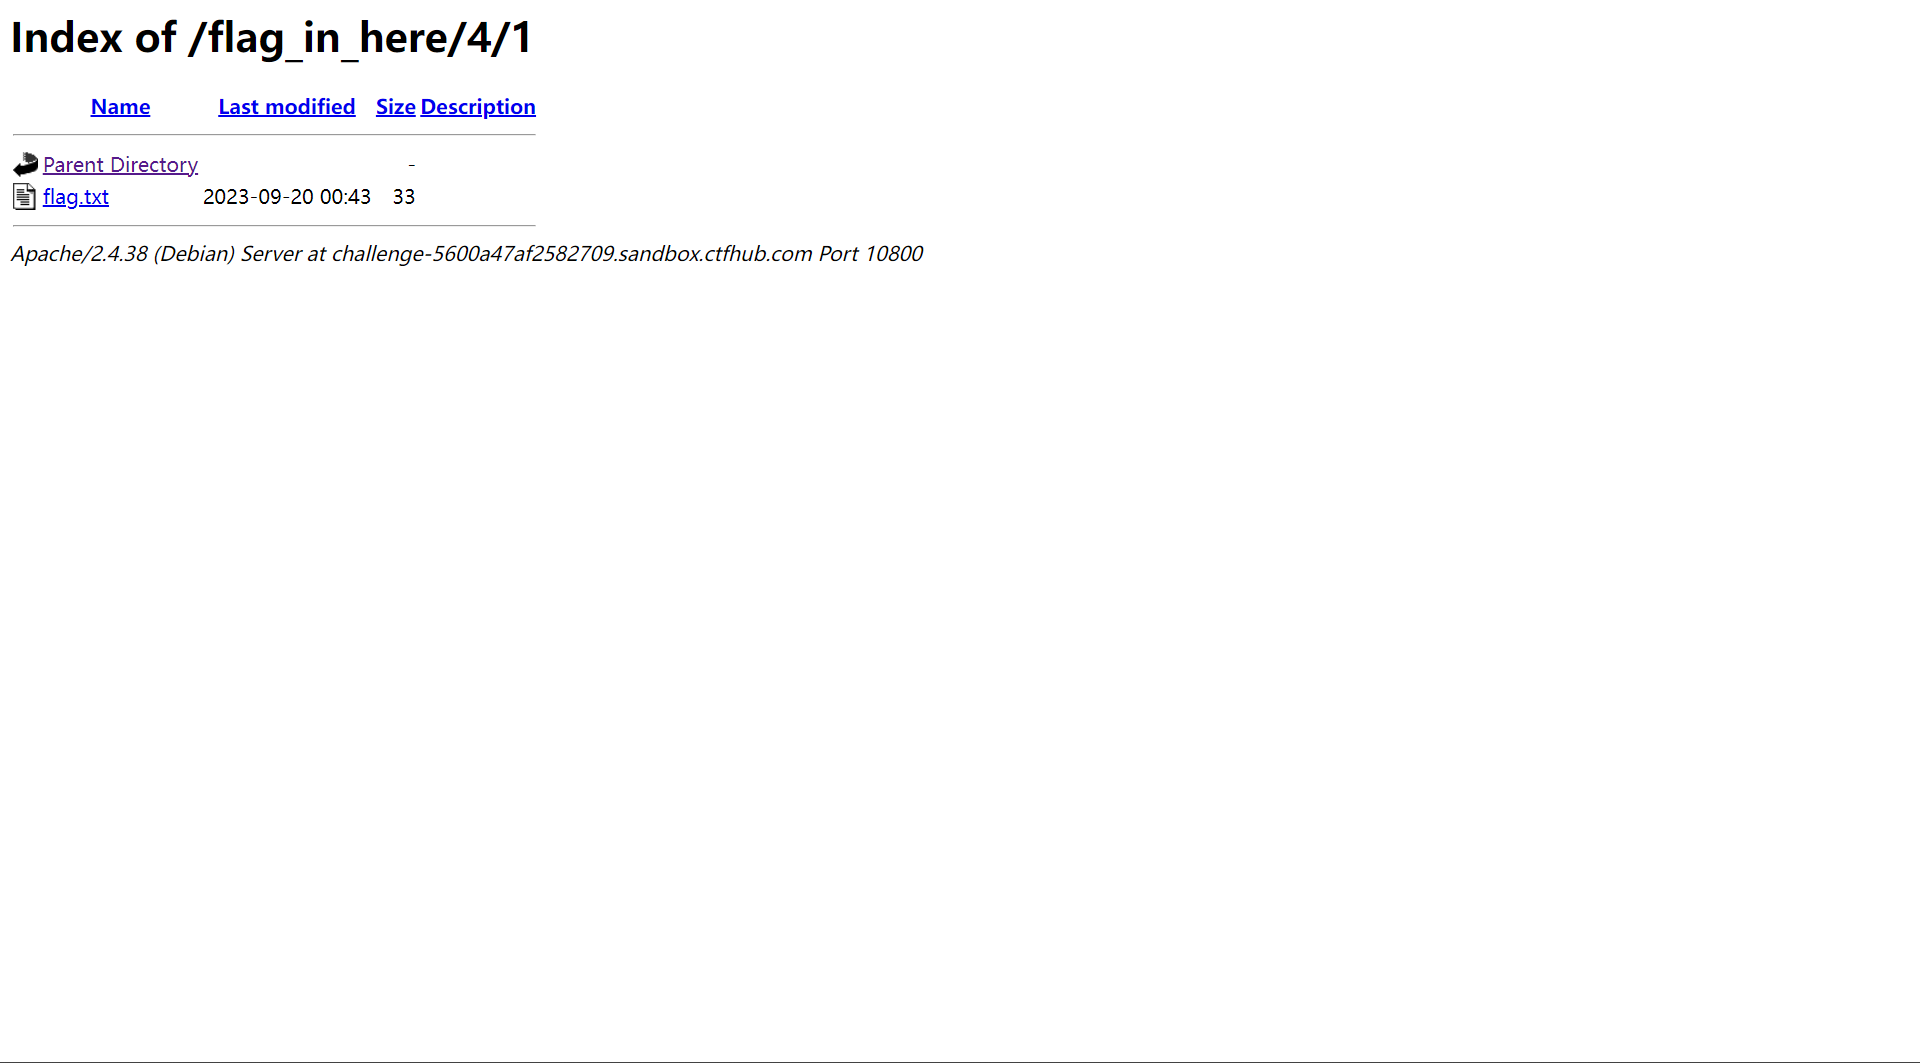 Index of /flag_in_here/4/1
Name Last modified Size Description
Parent Directory -
flag.txt 2023-09-20 00:43 33
Apache/2.4.38 (Debian) Server at challenge-5600a47af2582709.sandbox.ctfhub.com Port 10800